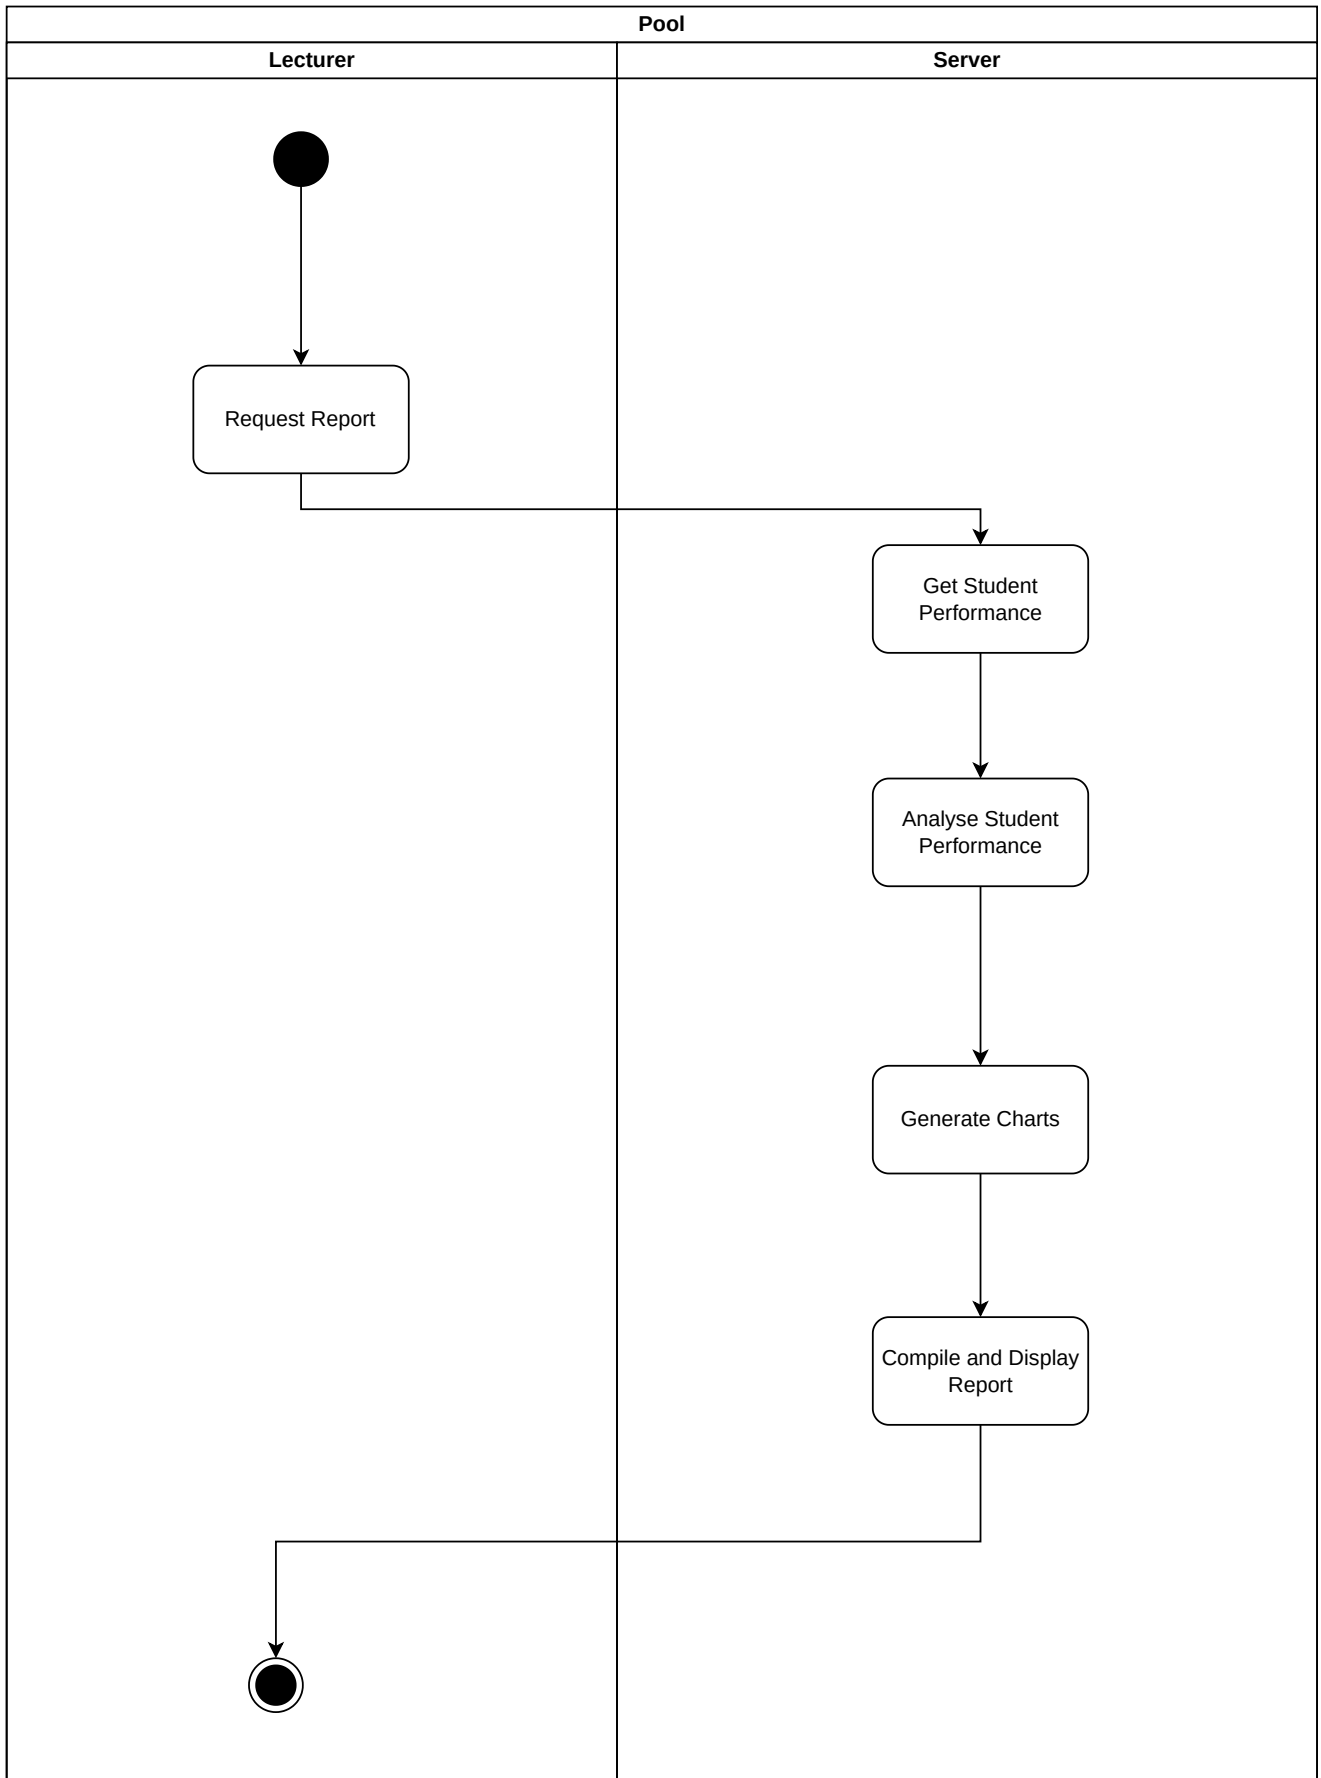 Pool
Lecturer
Server
Request Report
Get Student
Performance
Analyse Student
Performance
Generate Charts
Compile and Display
Report